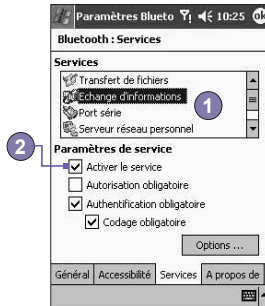 Paramètres Blueto 10:25 ok
Bluetooth : Services
Services
Transfert de fichiers
Echange d'informations
Port série
Serveur réseau personnel
1
2
Paramètres de service
Activer le service
Autorisation obligatoire
Authentification obligatoire
Codage obligatoire
Options ...
Général Accessibilité Services A propos de